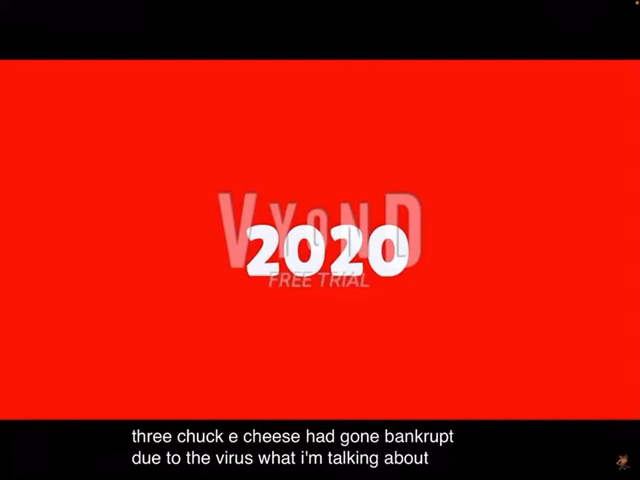 VYOND
2020
FREE TRIAL
three chuck e cheese had gone bankrupt
due to the virus what i'm talking about